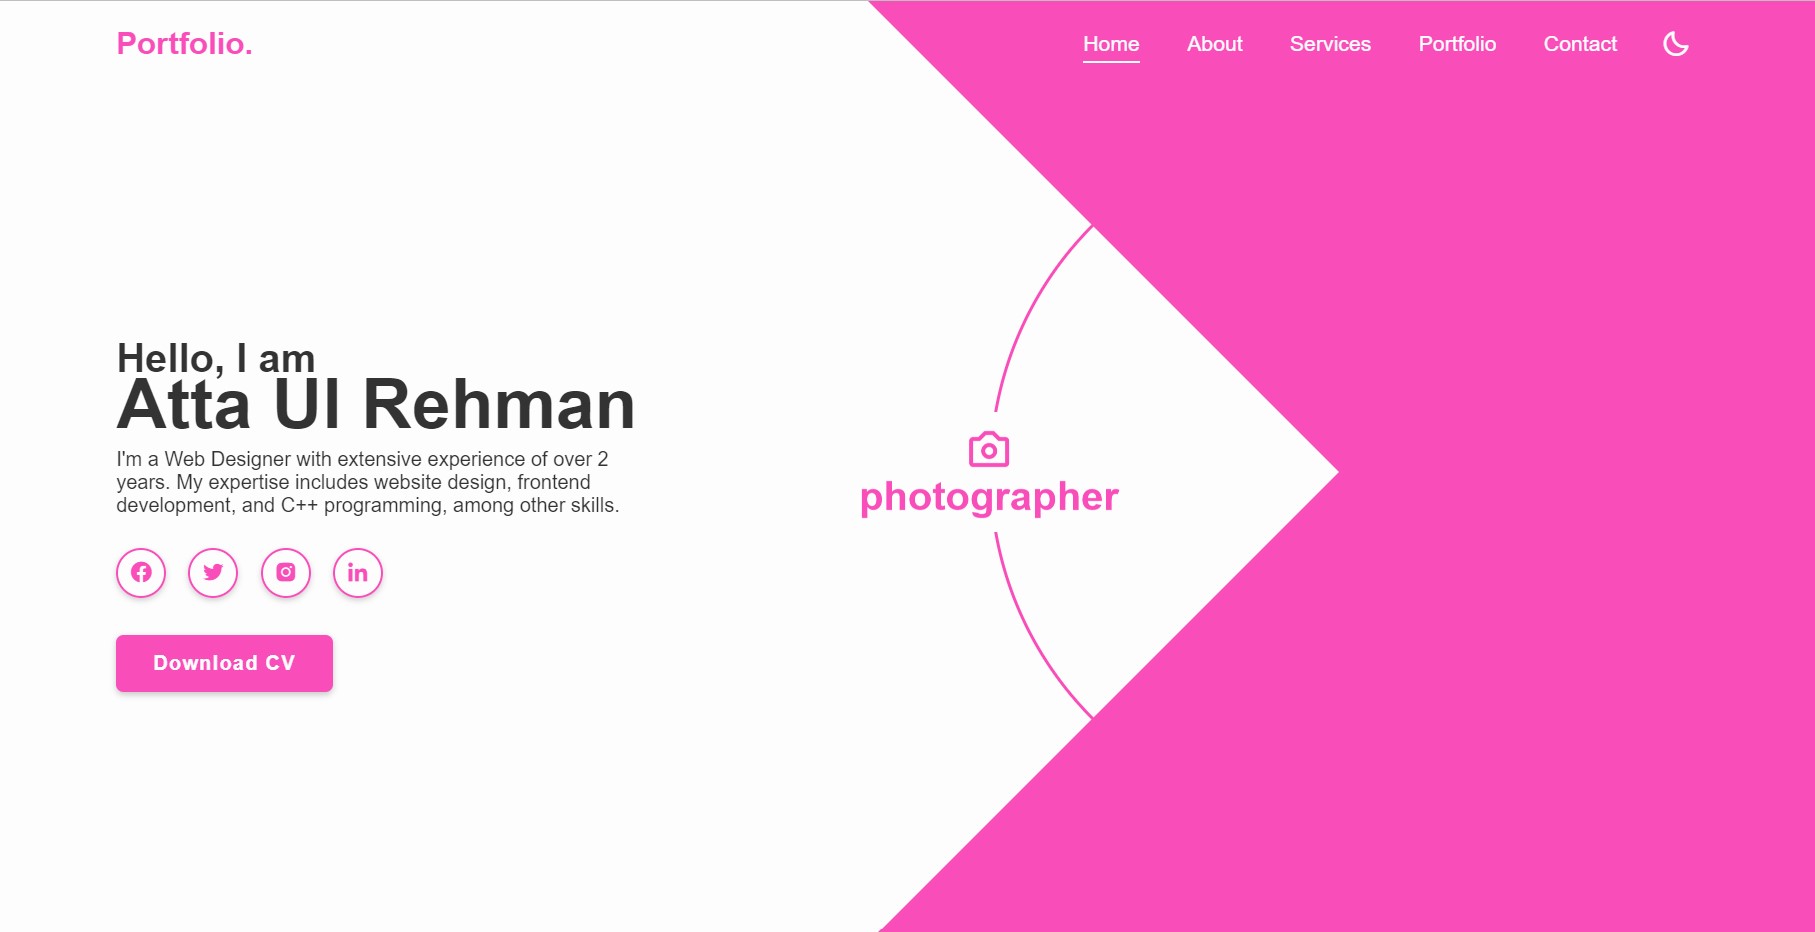 Portfolio.
Home About Services Portfolio Contact
Hello, I am
Atta Ul Rehman
I'm a Web Designer with extensive experience of over 2
years. My expertise includes website design, frontend
development, and C++ programming, among other skills.
Download CV
photographer